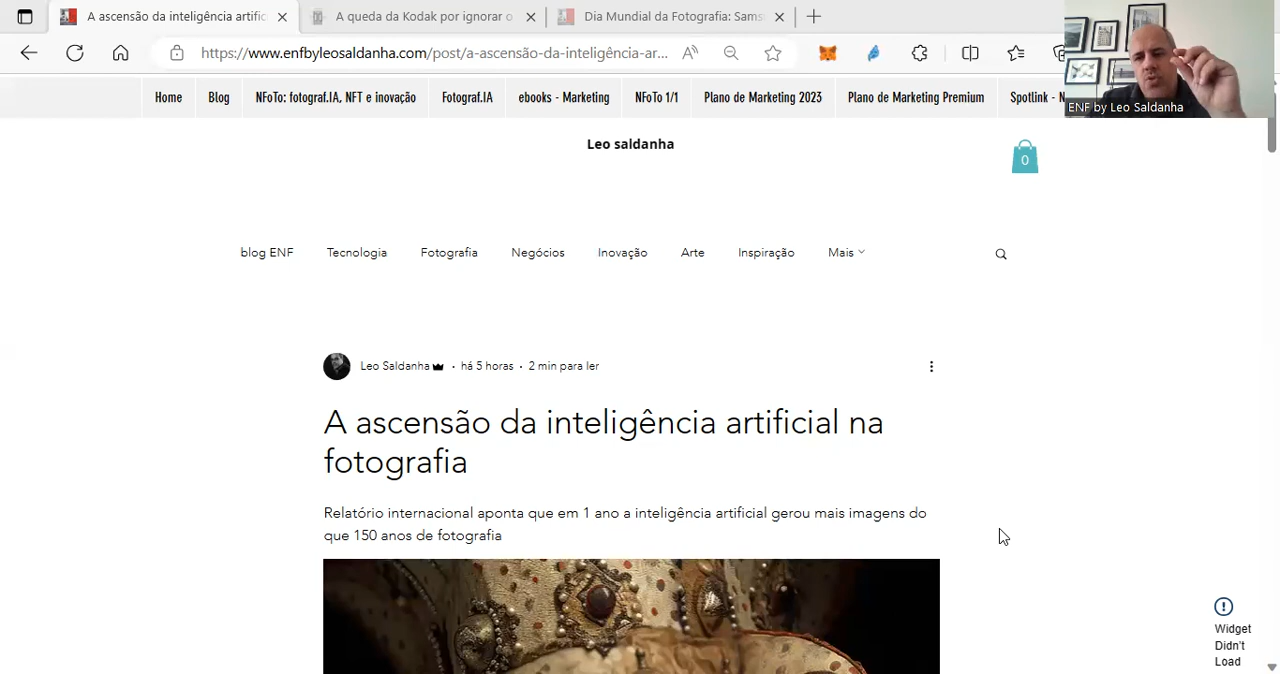 A ascensão da inteligência artific
A queda da Kodak por ignorar o
Dia Mundial da Fotografia: Sams
https://www.enfbyleosaldanha.com/post/a-ascensão-da-inteligência-ar...
ENF by Leo Saldanha
Home Blog NFoTo: fotograf.IA, NFT e inovação Fotograf.IA ebooks - Marketing NFoTo 1/1 Plano de Marketing 2023 Plano de Marketing Premium Spotlink - N
Leo saldanha
0
blog ENF Tecnologia Fotografia Negócios Inovação Arte Inspiração Mais
Leo Saldanha · há 5 horas · 2 min para ler
A ascensão da inteligência artificial na
fotografia
Relatório internacional aponta que em 1 ano a inteligência artificial gerou mais imagens do
que 150 anos de fotografia
Widget
Didn't
Load